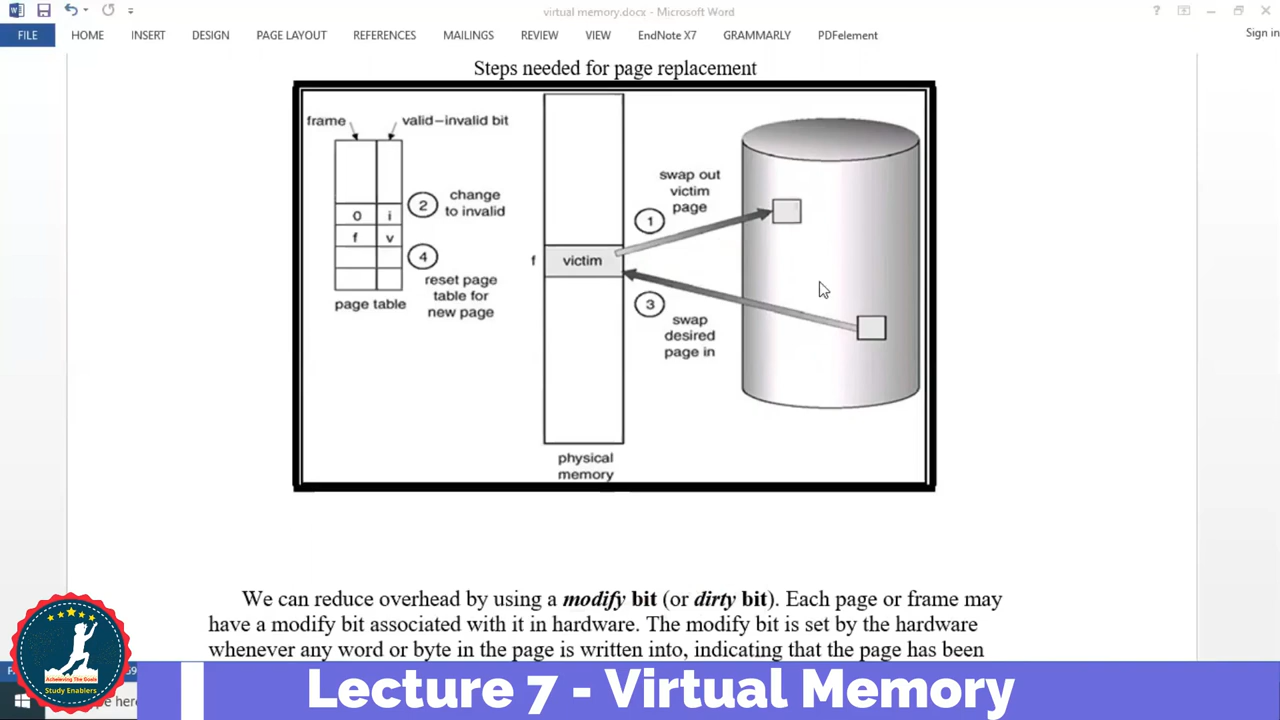 virtual memory.docx - Microsoft Word
?
FILE HOME INSERT DESIGN PAGE LAYOUT REFERENCES MAILINGS REVIEW VIEW EndNote X7 GRAMMARLY PDFelement Sign in
Steps needed for page replacement
frame
valid–invalid bit
0 i
f v
page table
2
change
to invalid
4
reset page
table for
new page
f
victim
physical
memory
1
swap out
victim
page
3
swap
desired
page in
We can reduce overhead by using a modify bit (or dirty bit). Each page or frame may
have a modify bit associated with it in hardware. The modify bit is set by the hardware
whenever any word or byte in the page is written into, indicating that the page has been
Acheieving The Goals
Study Enablers
here
Lecture 7 - Virtual Memory